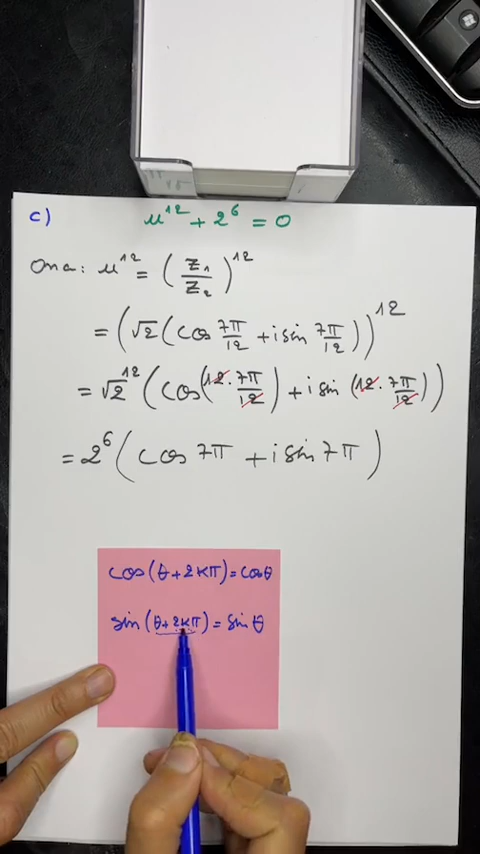 c) u¹² + 2⁶ = 0
On a : u¹² = (Z₁/Z₂)¹²
= (√2 (cos 7π/12 + i sin 7π/12))¹²
= √2¹² (cos(12 · 7π/12) + i sin (12 · 7π/12))
= 2⁶ (cos 7π + i sin 7π)
cos(θ + 2kπ) = cosθ
sin(θ + 2kπ) = sin θ